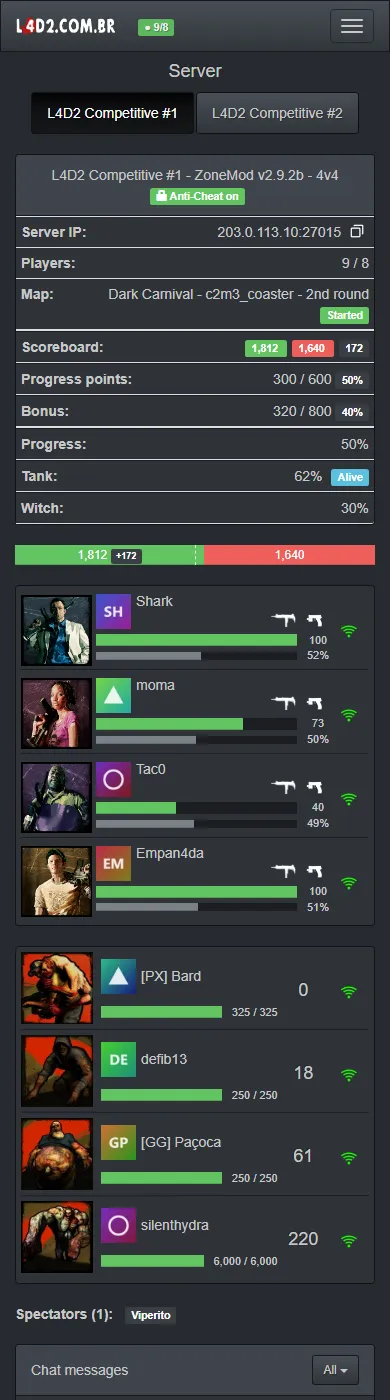 L4D2.COM.BR
● 9/8
Server
L4D2 Competitive #1
L4D2 Competitive #2
L4D2 Competitive #1 - ZoneMod v2.9.2b - 4v4
Anti-Cheat on
Server IP: 203.0.113.10:27015
Players: 9 / 8
Map: Dark Carnival - c2m3_coaster - 2nd round
Started
Scoreboard: 1,812 1,640 172
Progress points: 300 / 600 50%
Bonus: 320 / 800 40%
Progress: 50%
Tank: 62% Alive
Witch: 30%
1,812 +172 1,640
SH Shark
100
52%
moma
73
50%
Tac0
40
49%
EM Empan4da
100
51%
[PX] Bard 0
325 / 325
DE defib13 18
250 / 250
GP [GG] Paçoca 61
250 / 250
silenthydra 220
6,000 / 6,000
Spectators (1): Viperito
Chat messages All